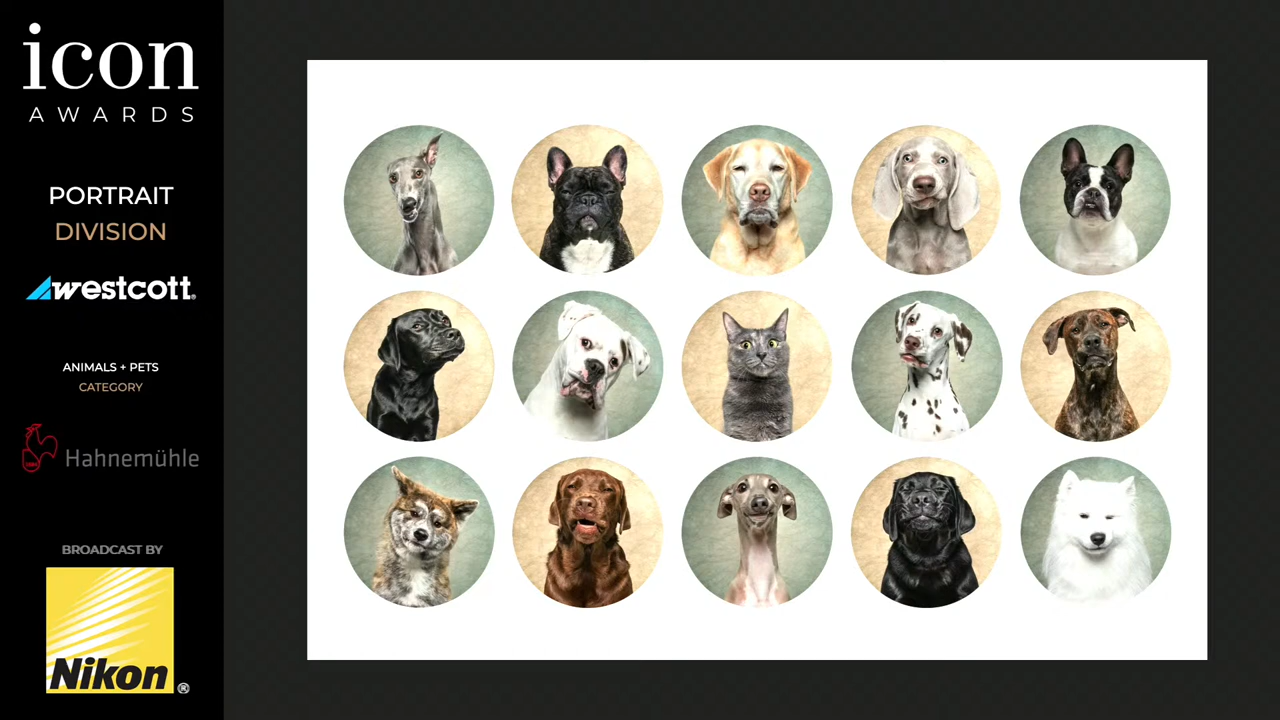 icon
AWARDS
PORTRAIT
DIVISION
westcott®
ANIMALS + PETS
CATEGORY
Hahnemühle
BROADCAST BY
Nikon®